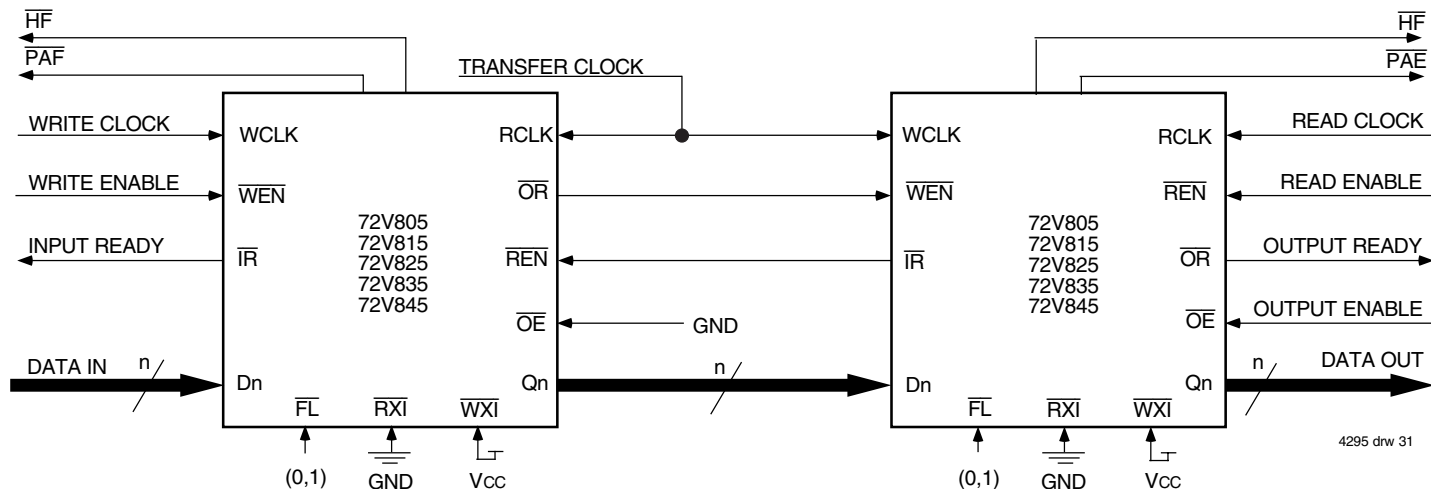 HF HF
PAF PAE
TRANSFER CLOCK
WRITE CLOCK WCLK RCLK WCLK RCLK READ CLOCK
WRITE ENABLE WEN OR WEN REN READ ENABLE
72V805 72V805
72V815 72V815
INPUT READY IR REN IR OR OUTPUT READY
72V825 72V825
72V835 72V835
72V845 72V845
OE GND OE OUTPUT ENABLE
DATA IN n Dn Qn n Dn Qn n DATA OUT
FL RXI WXI FL RXI WXI
4295 drw 31
(0,1) GND VCC (0,1) GND VCC